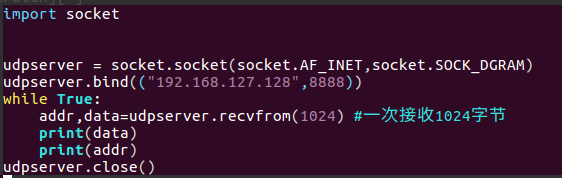 import socket
udpserver = socket.socket(socket.AF_INET,socket.SOCK_DGRAM)
udpserver.bind(("192.168.127.128",8888))
while True:
    addr,data=udpserver.recvfrom(1024) #一次接收1024字节
    print(data)
    print(addr)
udpserver.close()